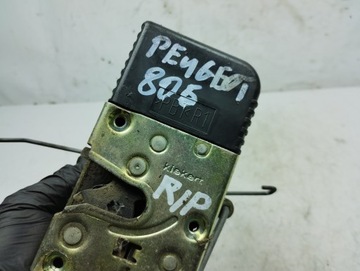 PEUGEOT
806
Kiekert
R/P